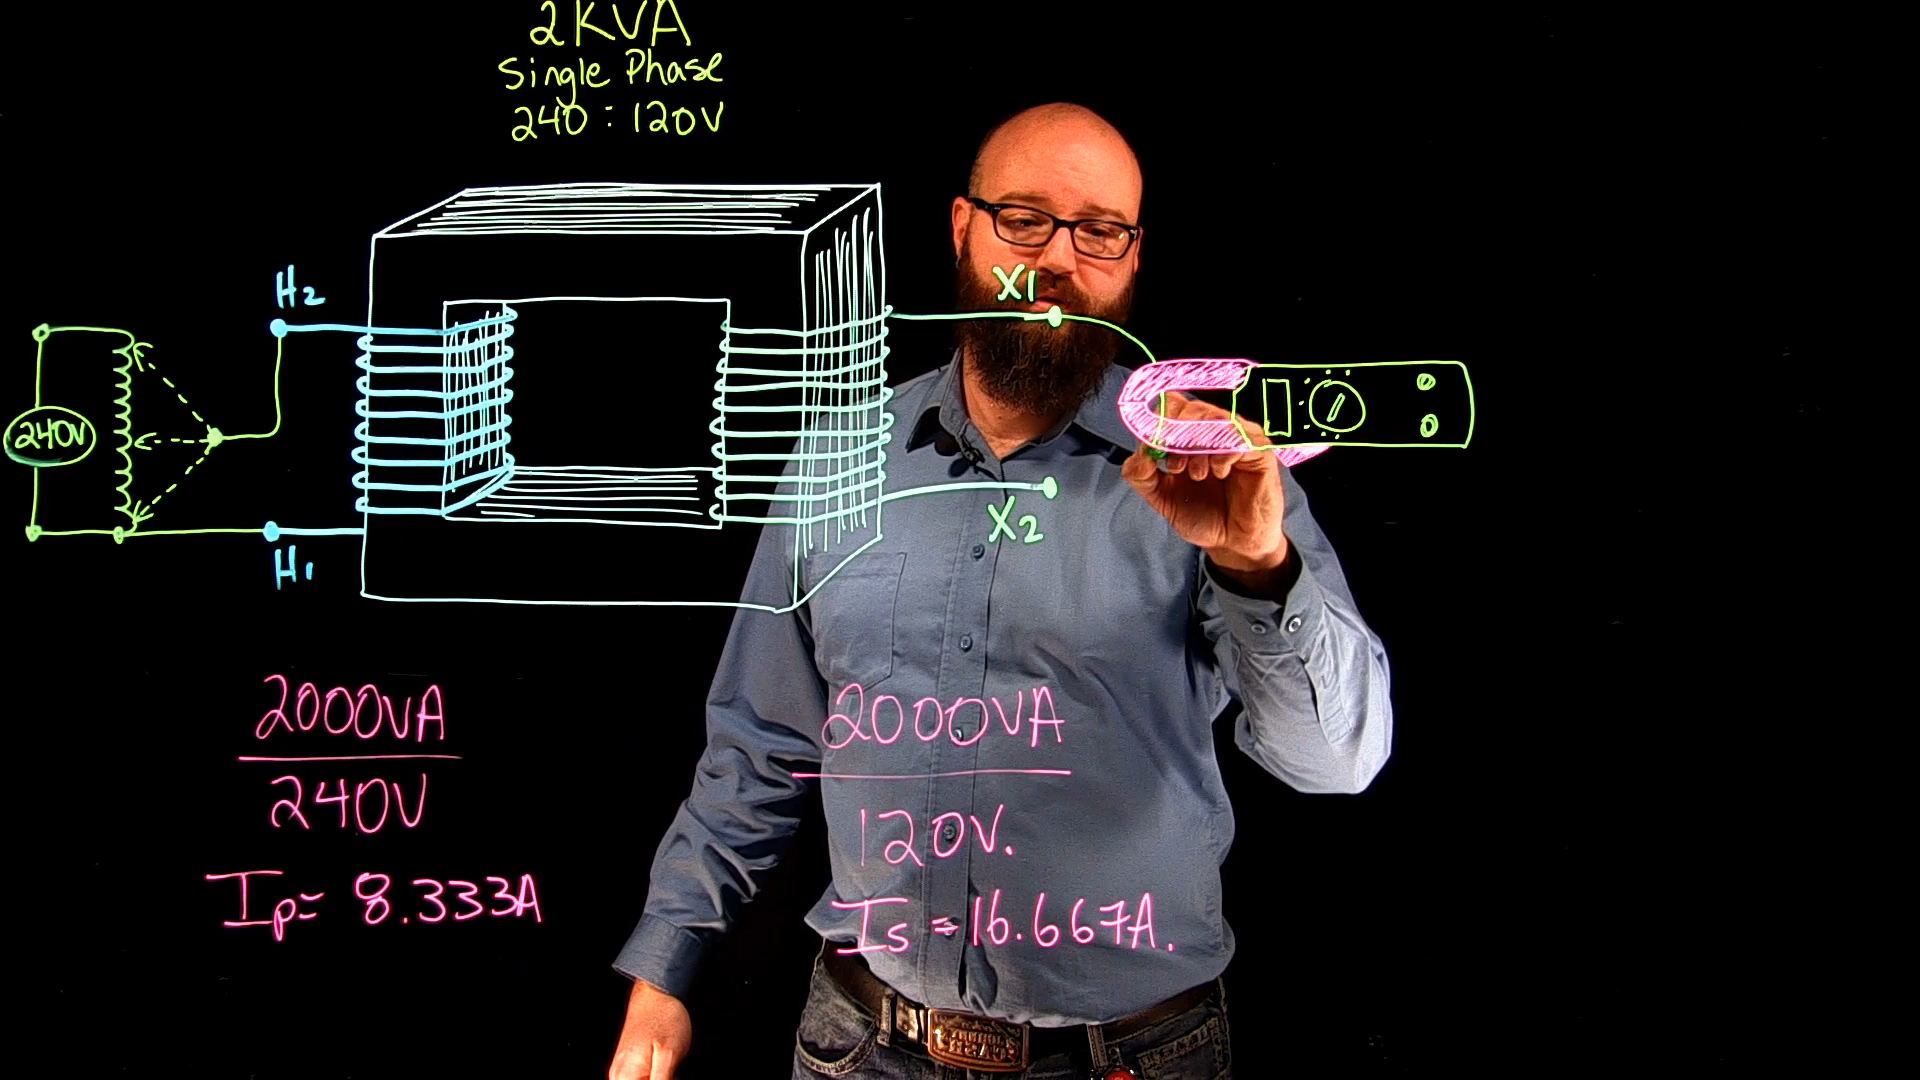 2KVA
Single Phase
240 : 120V
H2
X1
240V
X2
H1
2000VA
240V
Ip= 8.333A
2000VA
120V.
Is = 16.667A.